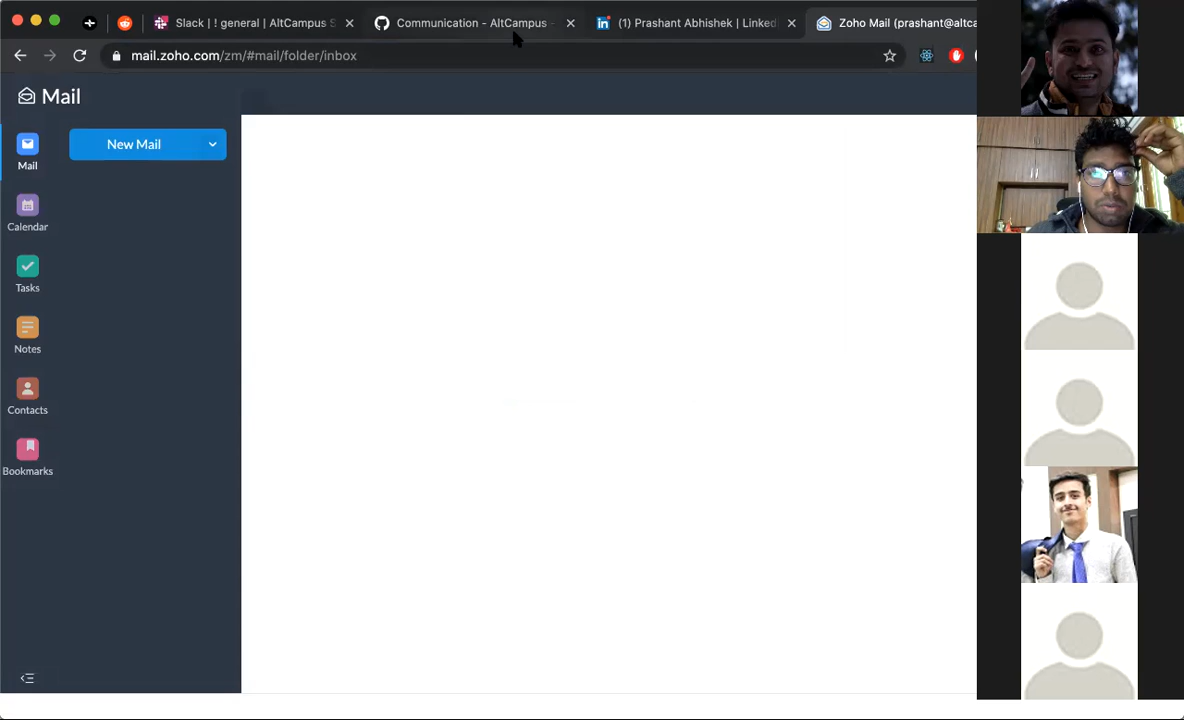 Slack | ! general | AltCampus S
Communication - AltCampus -
(1) Prashant Abhishek | Linked
Zoho Mail (prashant@altca
mail.zoho.com/zm/#mail/folder/inbox
Mail
New Mail
Mail
Calendar
Tasks
Notes
Contacts
Bookmarks